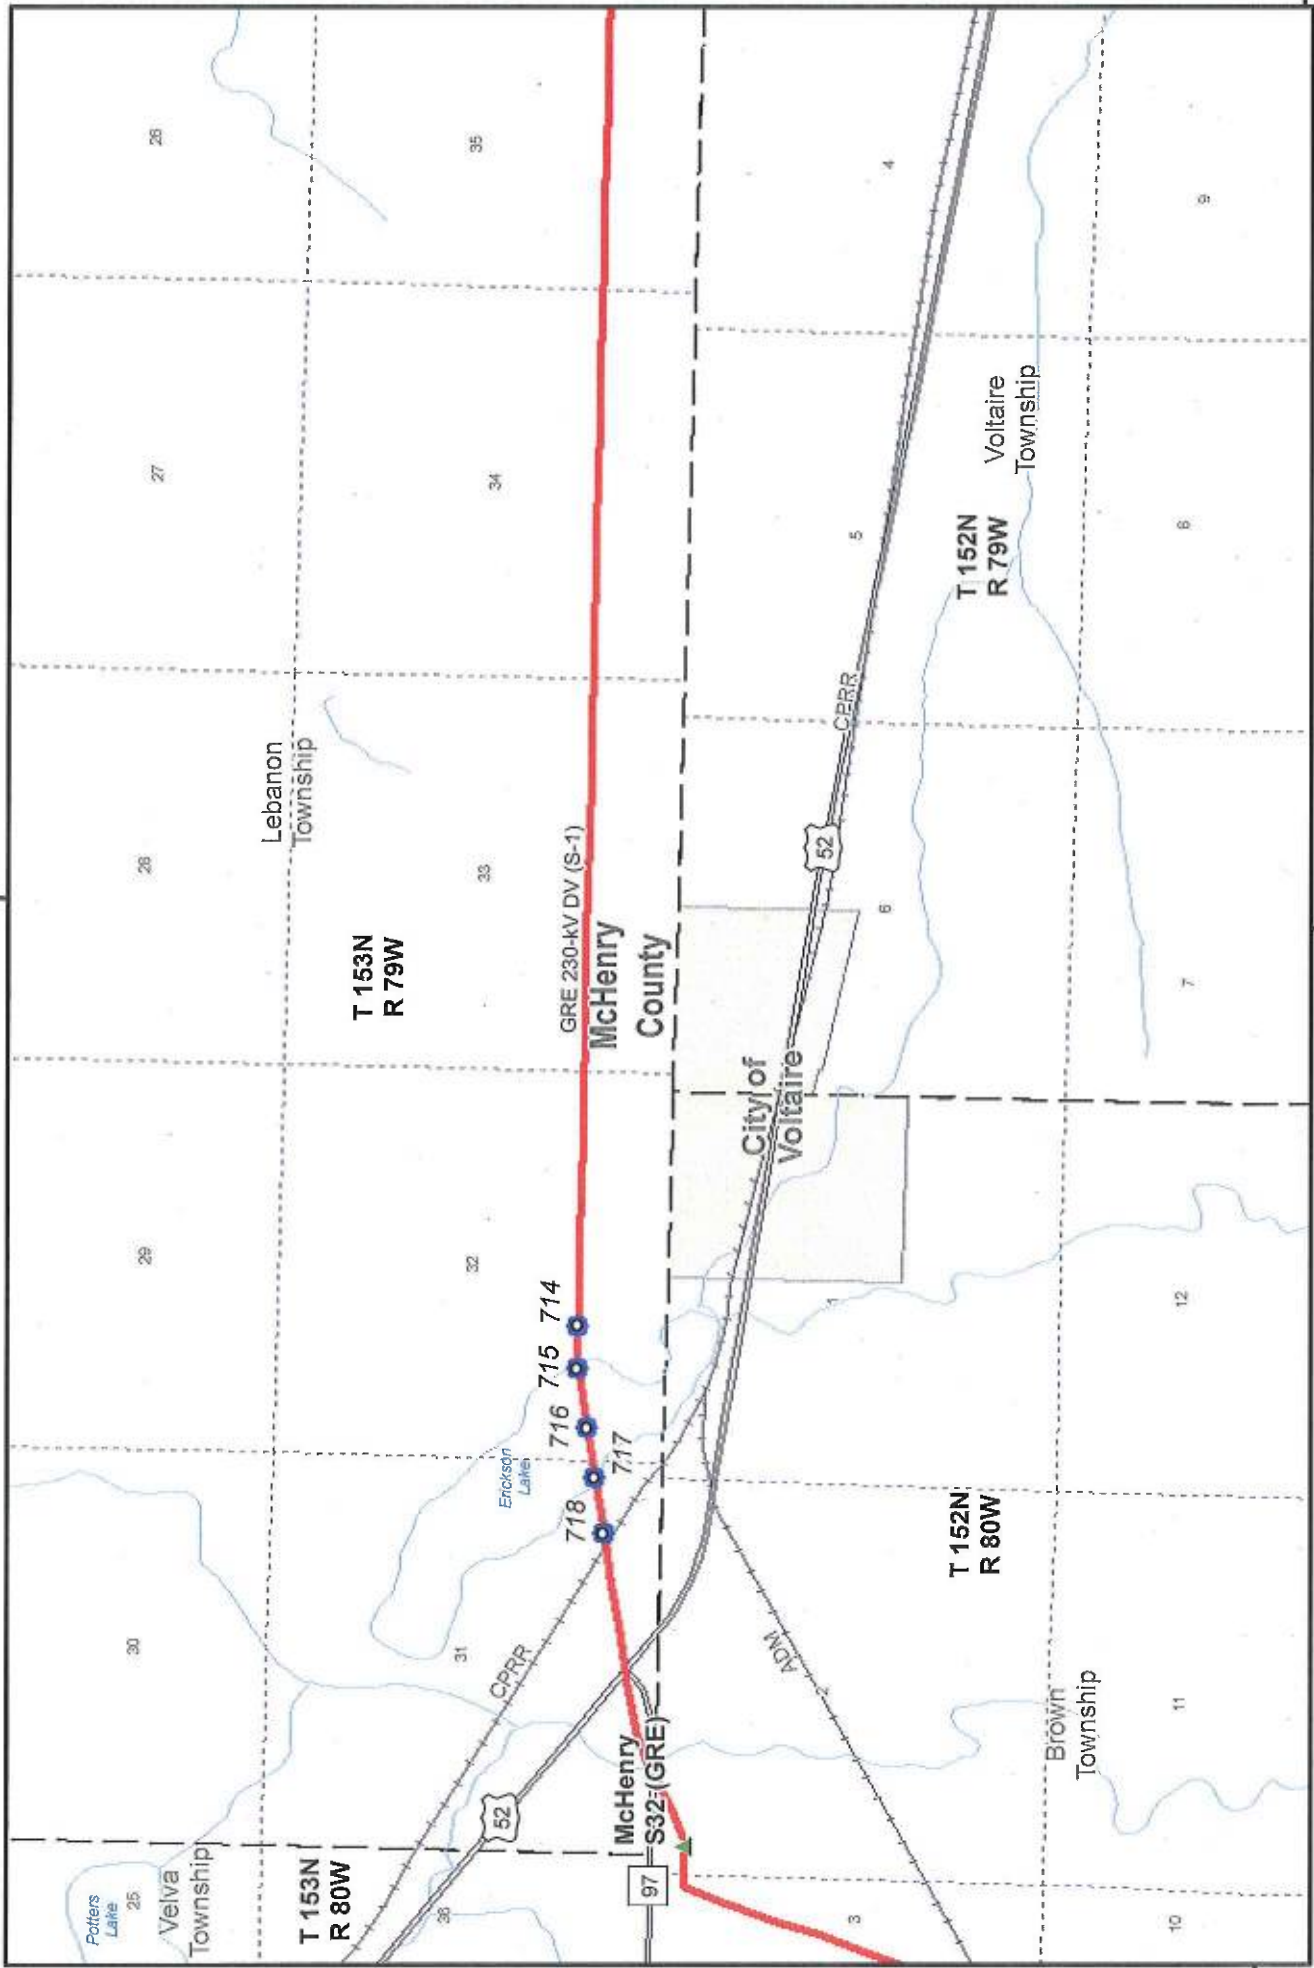 Potters
Lake
25
Velva
Township
30
29
28
27
26
T 153N
R 80W
Lebanon
Township
T 153N
R 79W
36
31
32
33
34
35
52
CPRR
Erickson
Lake
718
717
716
715
714
GRE 230-kV DV (S-1)
McHenry
County
McHenry
S32-(GRE)
97
ADM
City of
Voltaire
52
CPRR
3
2
1
6
5
4
T 152N
R 80W
T 152N
R 79W
Voltaire
Township
Brown
Township
10
11
12
7
8
9